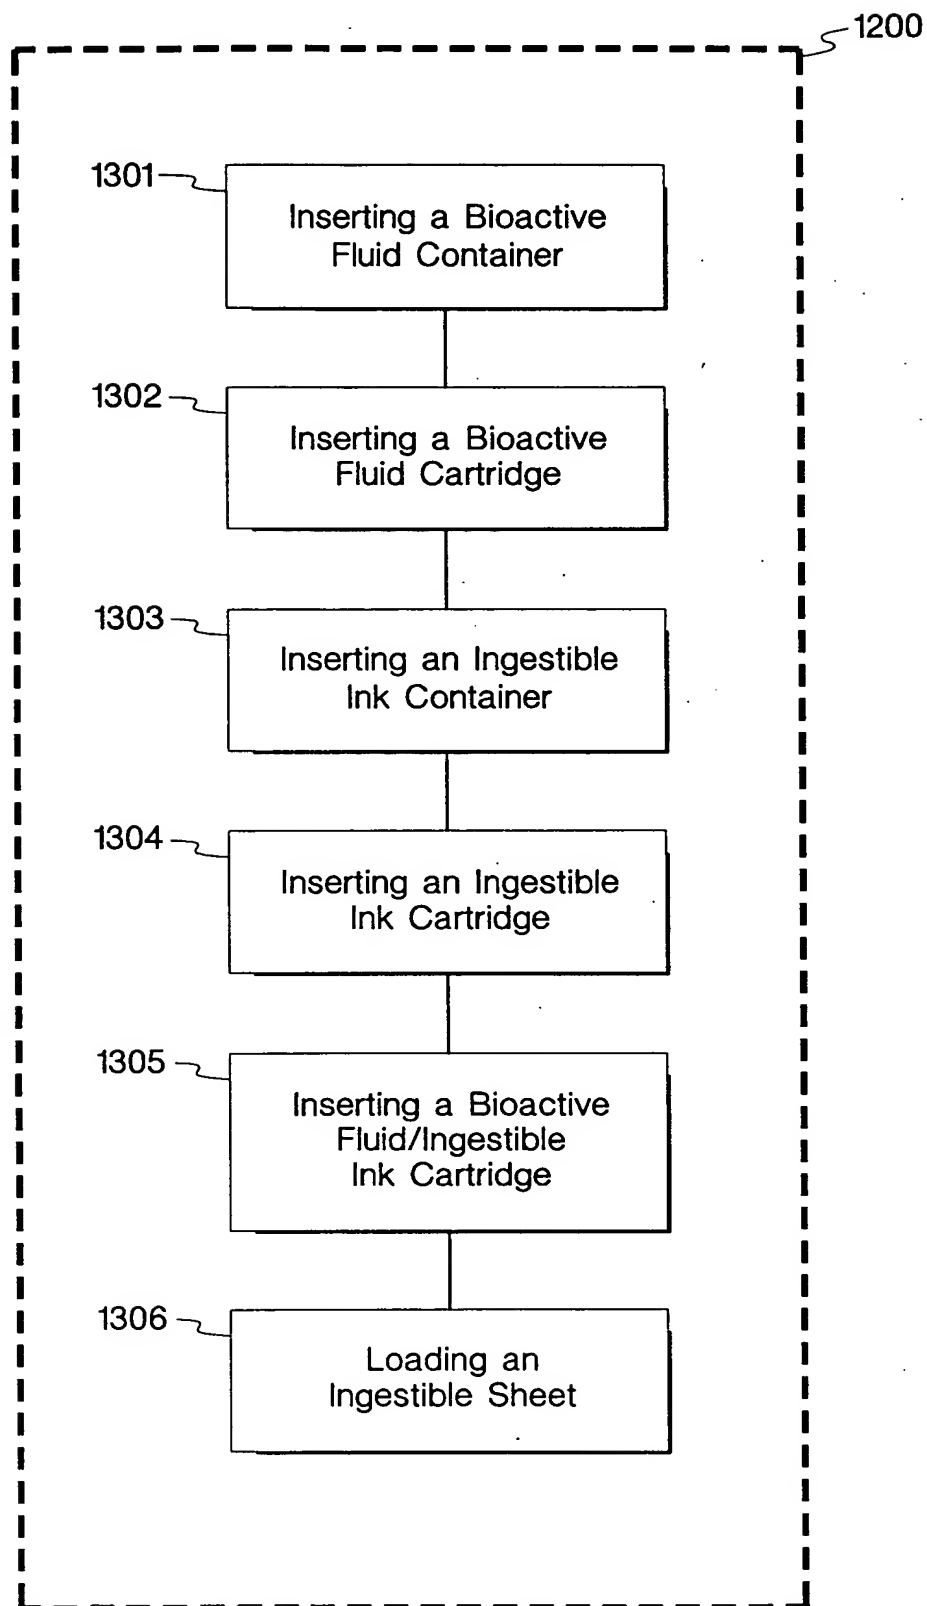 1200
1301
Inserting a Bioactive
Fluid Container
1302
Inserting a Bioactive
Fluid Cartridge
1303
Inserting an Ingestible
Ink Container
1304
Inserting an Ingestible
Ink Cartridge
1305
Inserting a Bioactive
Fluid/Ingestible
Ink Cartridge
1306
Loading an
Ingestible Sheet